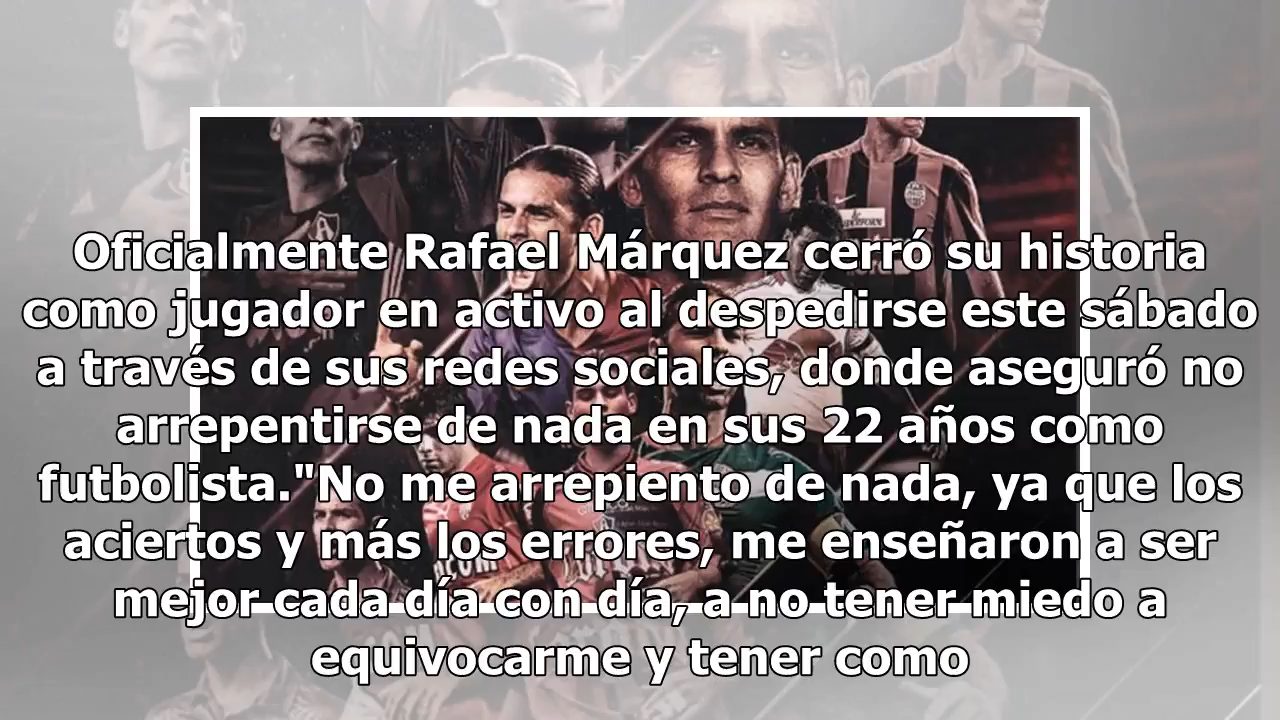 Oficialmente Rafael Márquez cerró su historia
como jugador en activo al despedirse este sábado
a través de sus redes sociales, donde aseguró no
arrepentirse de nada en sus 22 años como
futbolista."No me arrepiento de nada, ya que los
aciertos y más los errores, me enseñaron a ser
mejor cada día con día, a no tener miedo a
equivocarme y tener como